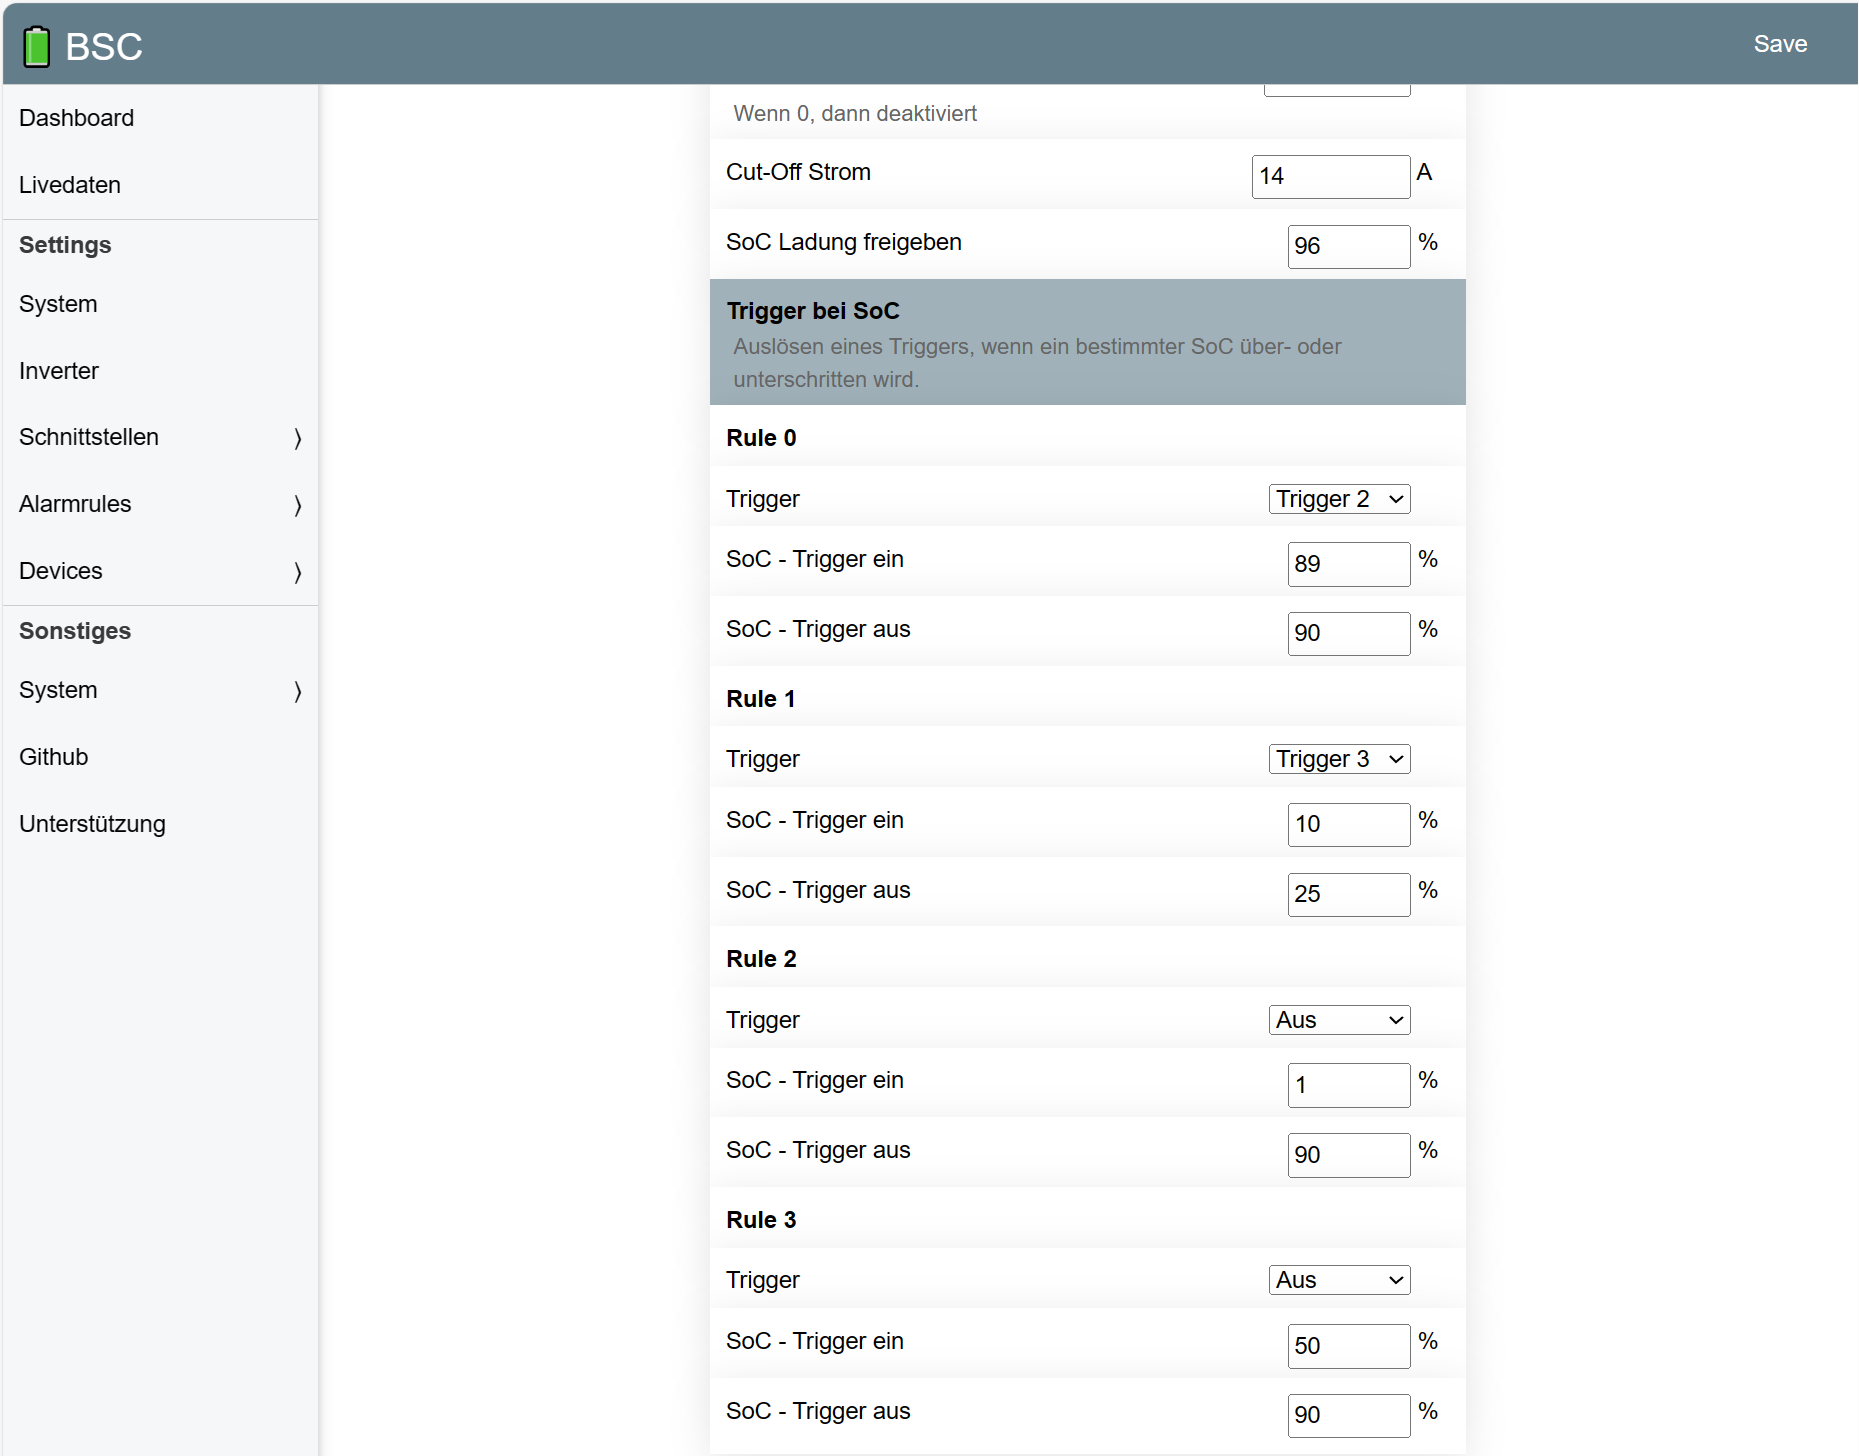 BSC
Save
Dashboard
Livedaten
Settings
System
Inverter
Schnittstellen
Alarmrules
Devices
Sonstiges
System
Github
Unterstützung
Wenn 0, dann deaktiviert
Cut-Off Strom 14 A
SoC Ladung freigeben 96 %
Trigger bei SoC
Auslösen eines Triggers, wenn ein bestimmter SoC über- oder
unterschritten wird.
Rule 0
Trigger Trigger 2
SoC - Trigger ein 89 %
SoC - Trigger aus 90 %
Rule 1
Trigger Trigger 3
SoC - Trigger ein 10 %
SoC - Trigger aus 25 %
Rule 2
Trigger Aus
SoC - Trigger ein 1 %
SoC - Trigger aus 90 %
Rule 3
Trigger Aus
SoC - Trigger ein 50 %
SoC - Trigger aus 90 %